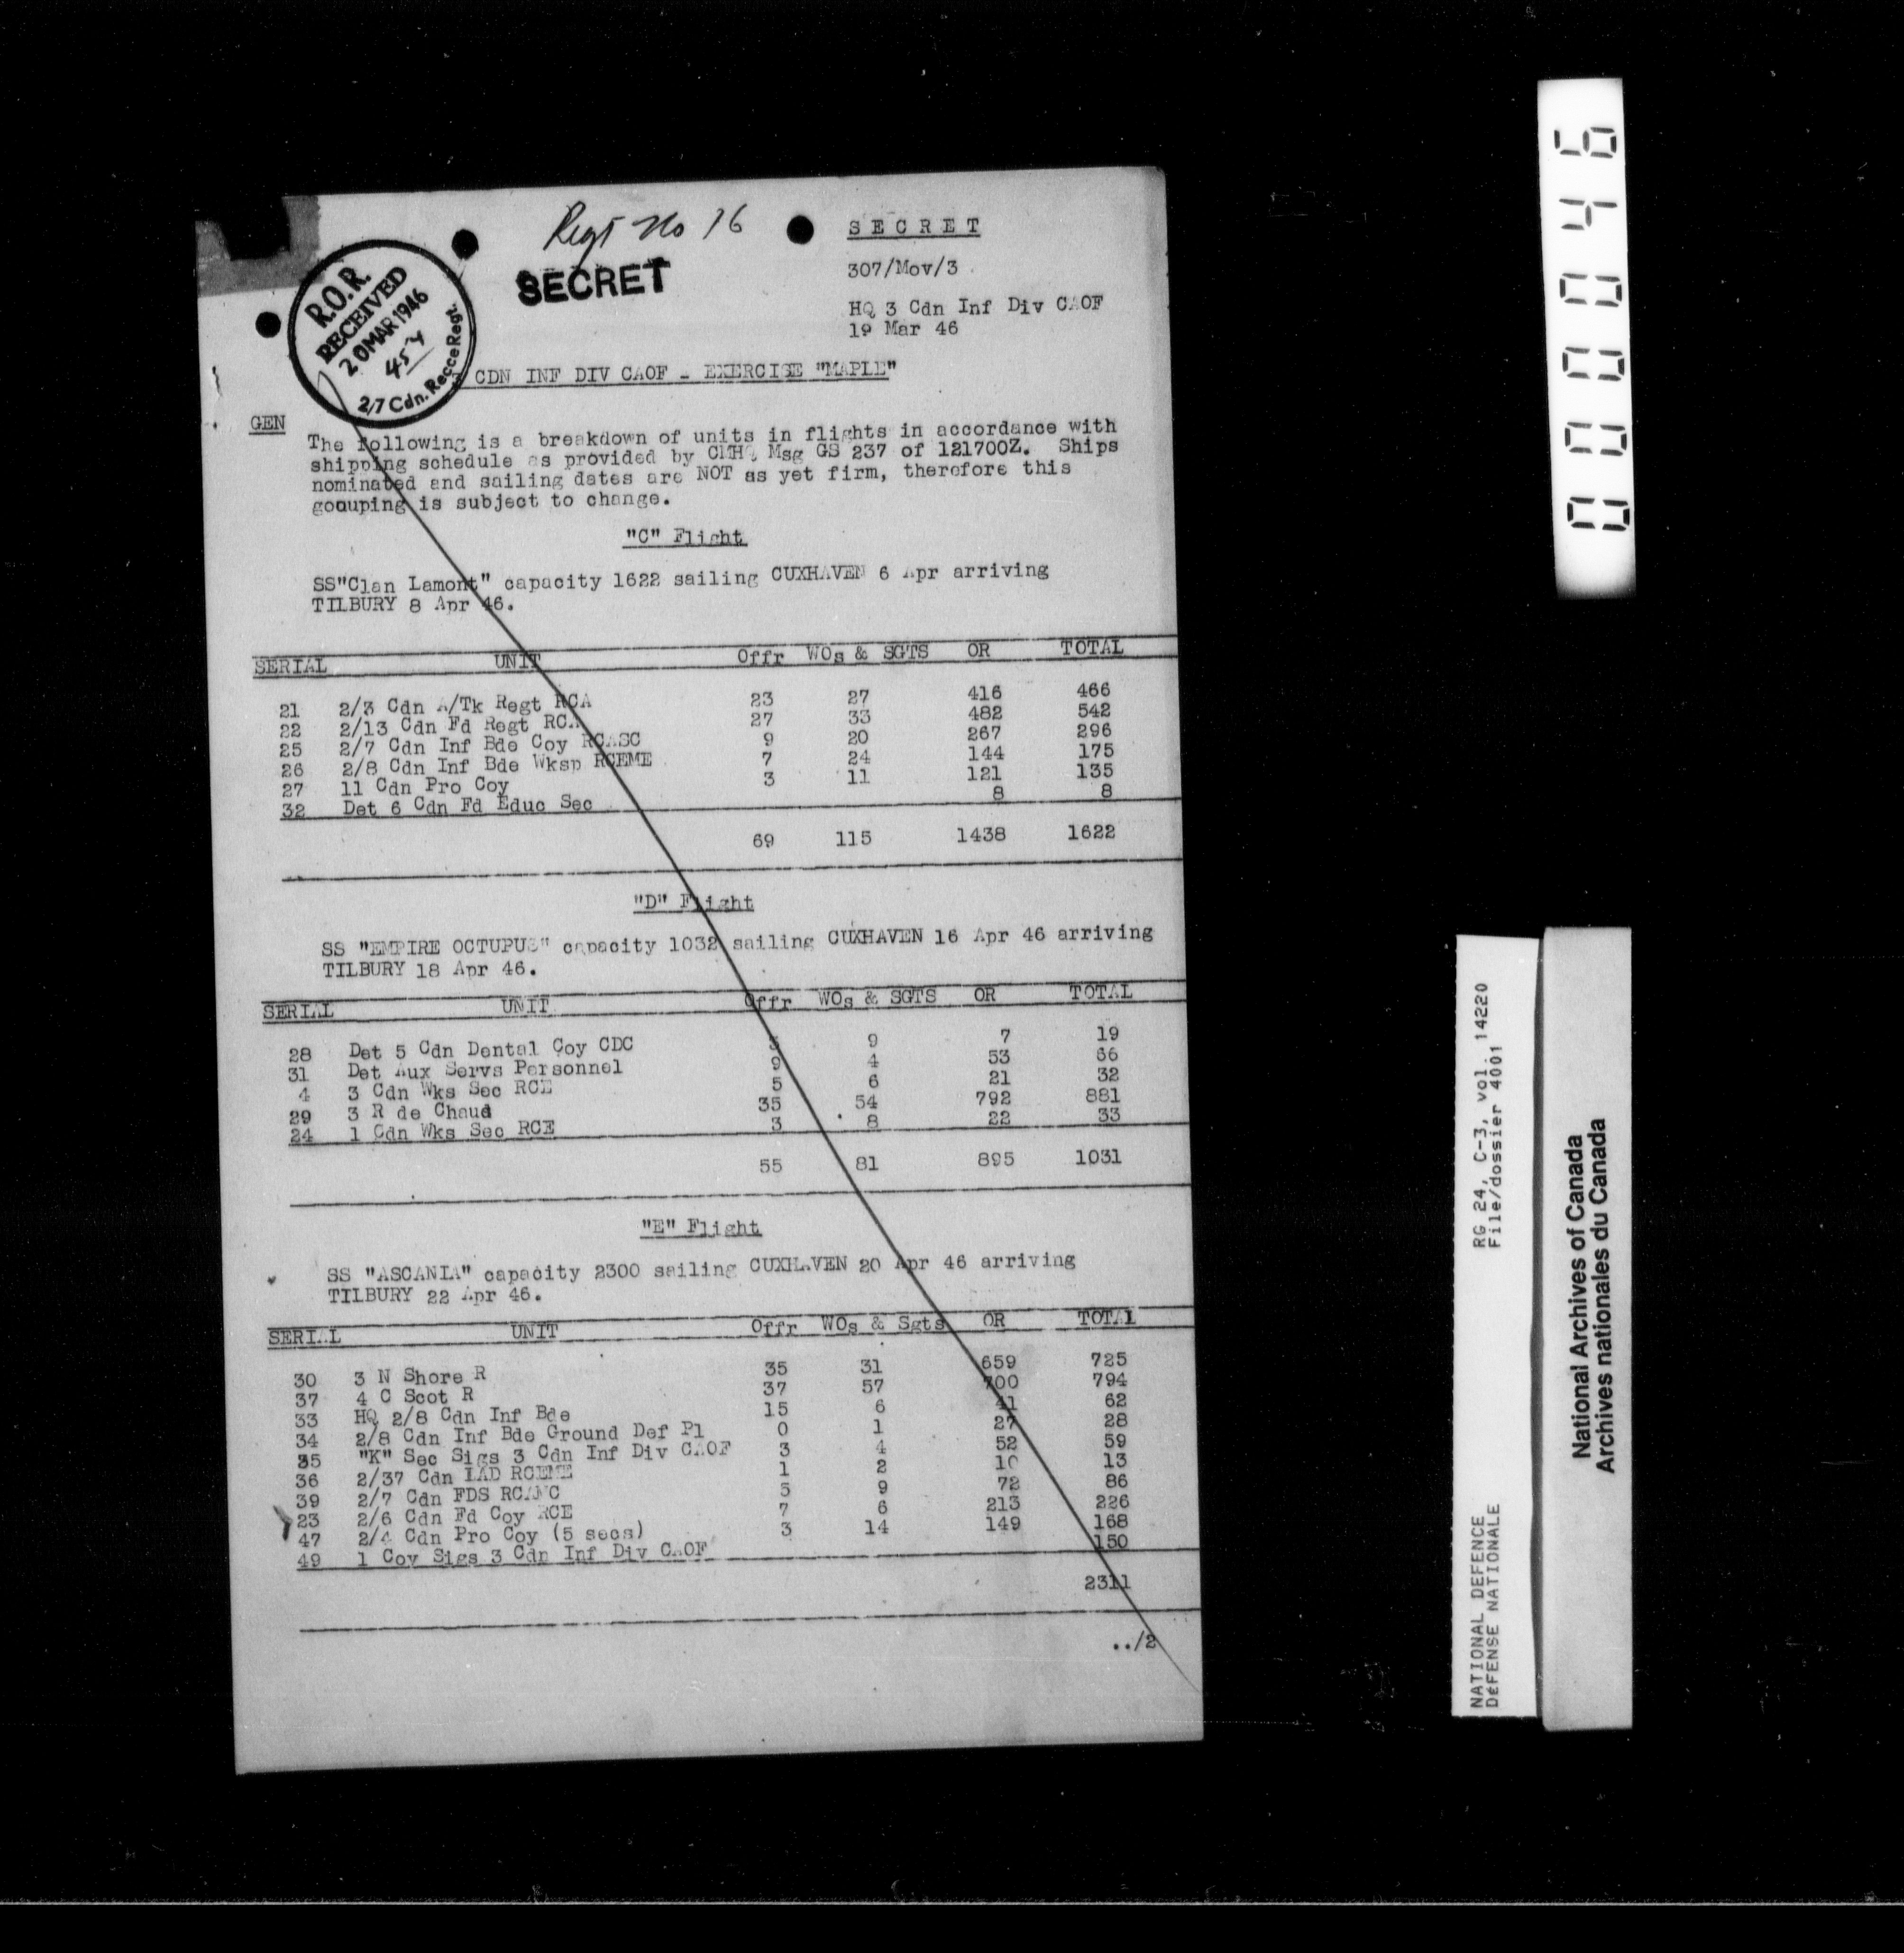 Regt No 16
SECRET
SECRET
307/Mov/3
HQ 3 Cdn Inf Div CAOF
19 Mar 46
R.O.R.
RECEIVED
20 MAR 1946
2/7 Cdn. Recce Regt.
CDN INF DIV CAOF - EXERCISE "MAPLE"
GEN
The following is a breakdown of units in flights in accordance with
shipping schedule as provided by CMHQ Msg GS 237 of 121700Z. Ships
nominated and sailing dates are NOT as yet firm, therefore this
goouping is subject to change.
"C" Flight
SS"Clan Lamont" capacity 1622 sailing CUXHAVEN 6 Apr arriving
TILBURY 8 Apr 46.
SERIAL UNIT Offr WOs & SGTS OR TOTAL
21 2/3 Cdn A/Tk Regt RCA 23 27 416 466
22 2/13 Cdn Fd Regt RCA 27 33 482 542
25 2/7 Cdn Inf Bde Coy RCASC 9 20 267 296
26 2/8 Cdn Inf Bde Wksp RCEME 7 24 144 175
27 11 Cdn Pro Coy 3 11 121 135
32 Det 6 Cdn Fd Educ Sec 8 8
69 115 1438 1622
"D" Flight
SS "EMPIRE OCTUPUS" capacity 1032 sailing CUXHAVEN 16 Apr 46 arriving
TILBURY 18 Apr 46.
SERIAL UNIT Offr WOs & SGTS OR TOTAL
28 Det 5 Cdn Dental Coy CDC 3 9 7 19
31 Det Aux Servs Personnel 9 4 53 66
4 3 Cdn Wks Sec RCE 5 6 21 32
29 3 R de Chaud 35 54 792 881
24 1 Cdn Wks Sec RCE 3 8 22 33
55 81 895 1031
"E" Flight
SS "ASCANIA" capacity 2300 sailing CUXHAVEN 20 Apr 46 arriving
TILBURY 22 Apr 46.
SERIAL UNIT Offr WOs & Sgts OR TOTAL
30 3 N Shore R 35 31 659 725
37 4 C Scot R 37 57 700 794
33 HQ 2/8 Cdn Inf Bde 15 6 41 62
34 2/8 Cdn Inf Bde Ground Def Pl 0 1 27 28
35 "K" Sec Sigs 3 Cdn Inf Div CAOF 3 4 52 59
36 2/37 Cdn LAD RCEME 1 2 10 13
39 2/7 Cdn FDS RCAMC 5 9 72 86
23 2/6 Cdn Fd Coy RCE 7 6 213 226
47 2/4 Cdn Pro Coy (5 secs) 3 14 149 168
49 1 Coy Sigs 3 Cdn Inf Div CAOF 150
2311
../2
000046
RG 24, C-3, vol. 14220
File/dossier 4001
NATIONAL DEFENCE
DéFENSE NATIONALE
National Archives of Canada
Archives nationales du Canada